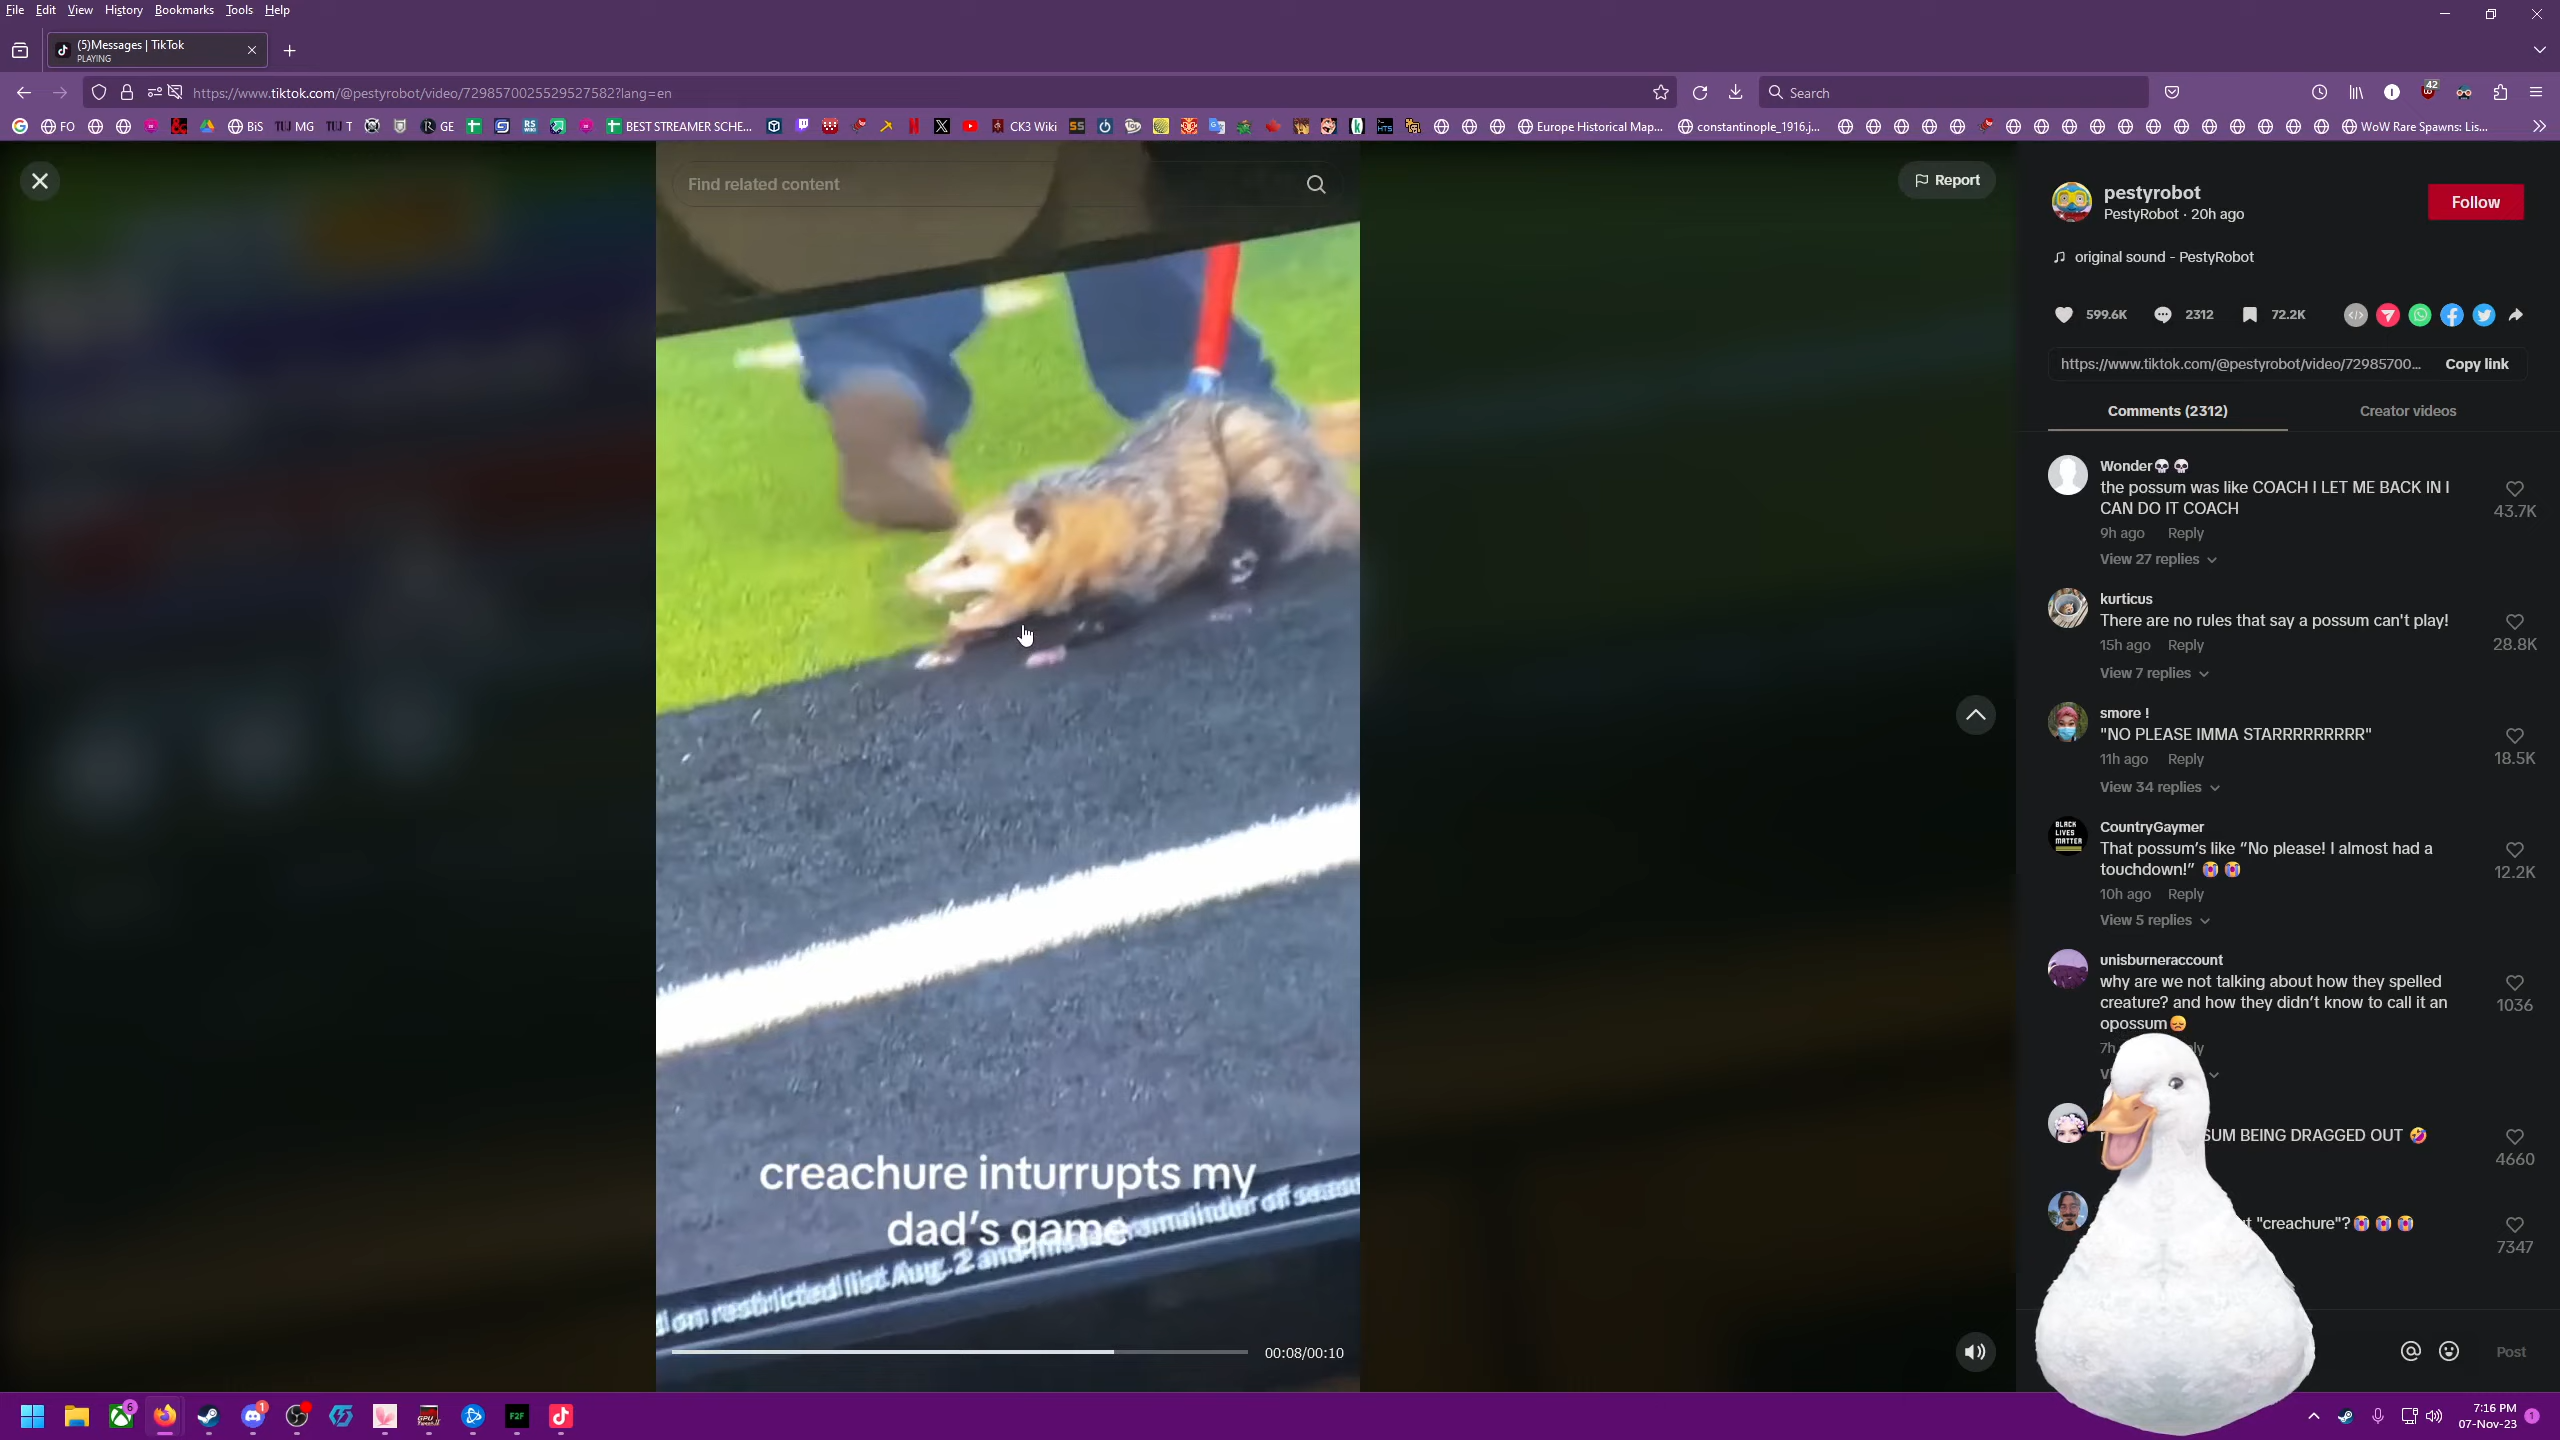 File Edit View History Bookmarks Tools Help
(5)Messages | TikTok
PLAYING
https://www.tiktok.com/@pestyrobot/video/7298570025529527582?lang=en
Search
42
FO
BiS
MG
T
GE
BEST STREAMER SCHE...
CK3 Wiki
Europe Historical Map...
constantinople_1916.j...
WoW Rare Spawns: Lis...
Find related content
Report
creachure inturrupts my
dad's game
on restricted list Aug. 2 and
00:08/00:10
pestyrobot
PestyRobot · 20h ago
Follow
original sound - PestyRobot
599.6K 2312 72.2K
https://www.tiktok.com/@pestyrobot/video/72985700... Copy link
Comments (2312) Creator videos
Wonder💀💀
the possum was like COACH I LET ME BACK IN I
CAN DO IT COACH
43.7K
9h ago Reply
View 27 replies
kurticus
There are no rules that say a possum can't play!
28.8K
15h ago Reply
View 7 replies
smore !
"NO PLEASE IMMA STARRRRRRRRR"
18.5K
11h ago Reply
View 34 replies
CountryGaymer
That possum's like “No please! I almost had a
touchdown!” 😭😭
12.2K
10h ago Reply
View 5 replies
unisburneraccount
why are we not talking about how they spelled
creature? and how they didn't know to call it an
opossum😞
1036
7h
BEING DRAGGED OUT 🤣
4660
"creachure"?😭😭😭
7347
Post
7:16 PM
07-Nov-23